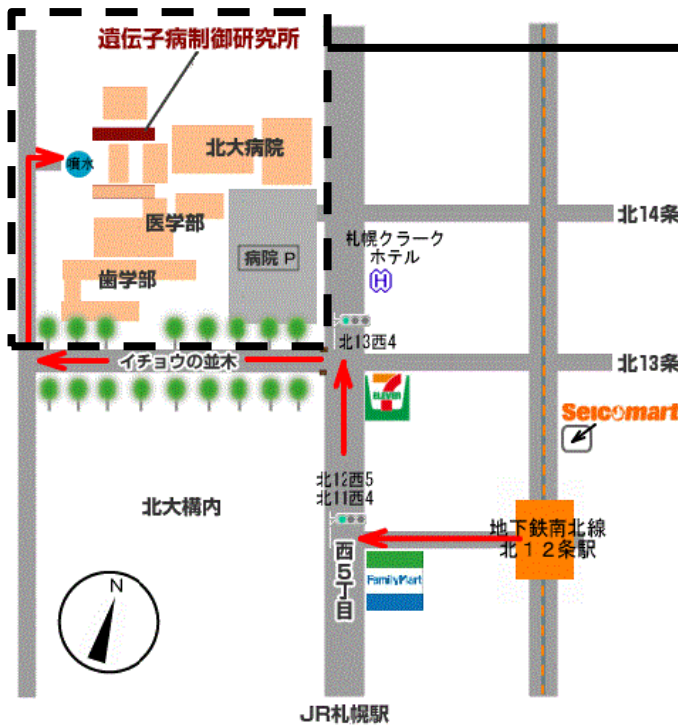 遺伝子病制御研究所
北大病院
噴水
医学部
北14条
札幌クラーク
ホテル
病院 P
H
歯学部
北13西4
イチョウの並木
北13条
7
ELEVEN
Seicomart
北12西5
北11西4
北大構内
地下鉄南北線
北１２条駅
西5丁目
FamilyMart
N
JR札幌駅